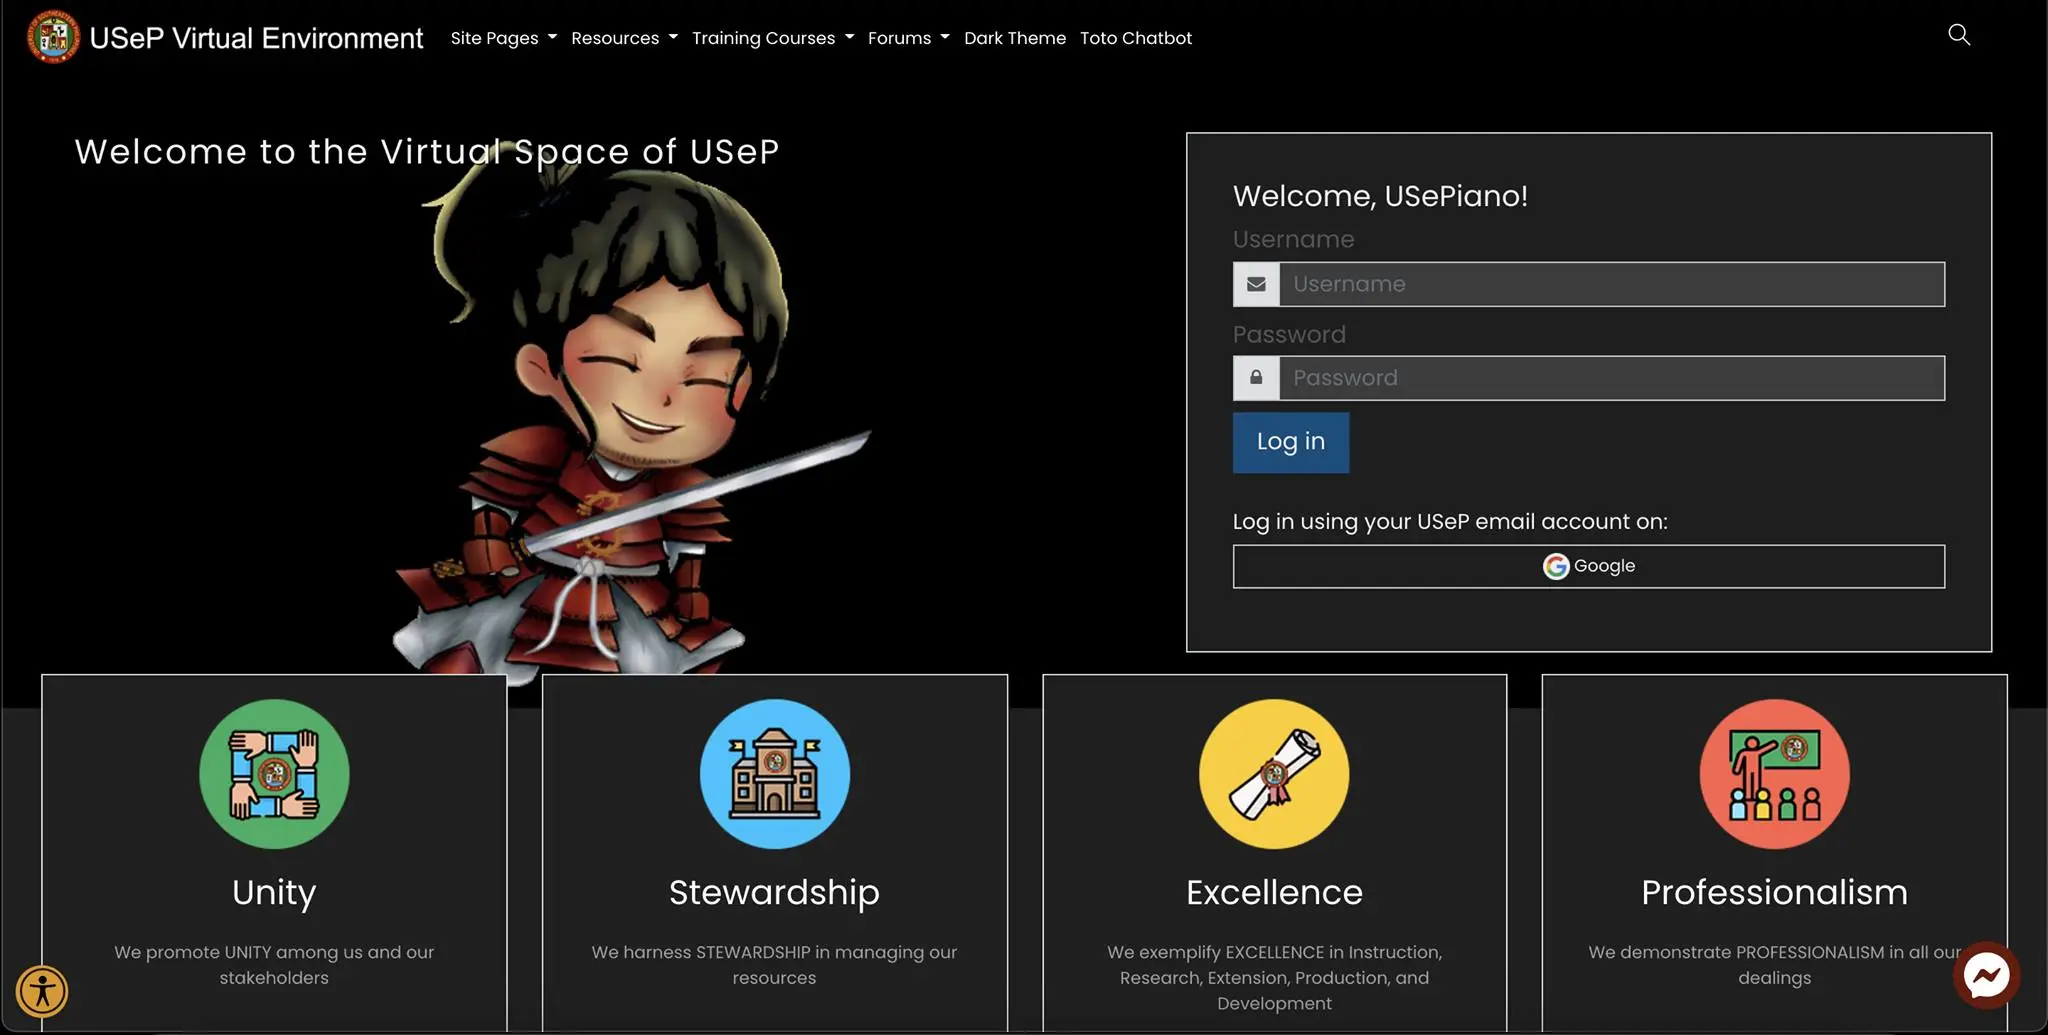 USeP Virtual Environment
Site Pages
Resources
Training Courses
Forums
Dark Theme
Toto Chatbot
Welcome to the Virtual Space of USeP
Welcome, USePiano!
Username
Username
Password
Password
Log in
Log in using your USeP email account on:
Google
Unity
We promote UNITY among us and our
stakeholders
Stewardship
We harness STEWARDSHIP in managing our
resources
Excellence
We exemplify EXCELLENCE in Instruction,
Research, Extension, Production, and
Development
Professionalism
We demonstrate PROFESSIONALISM in all our
dealings